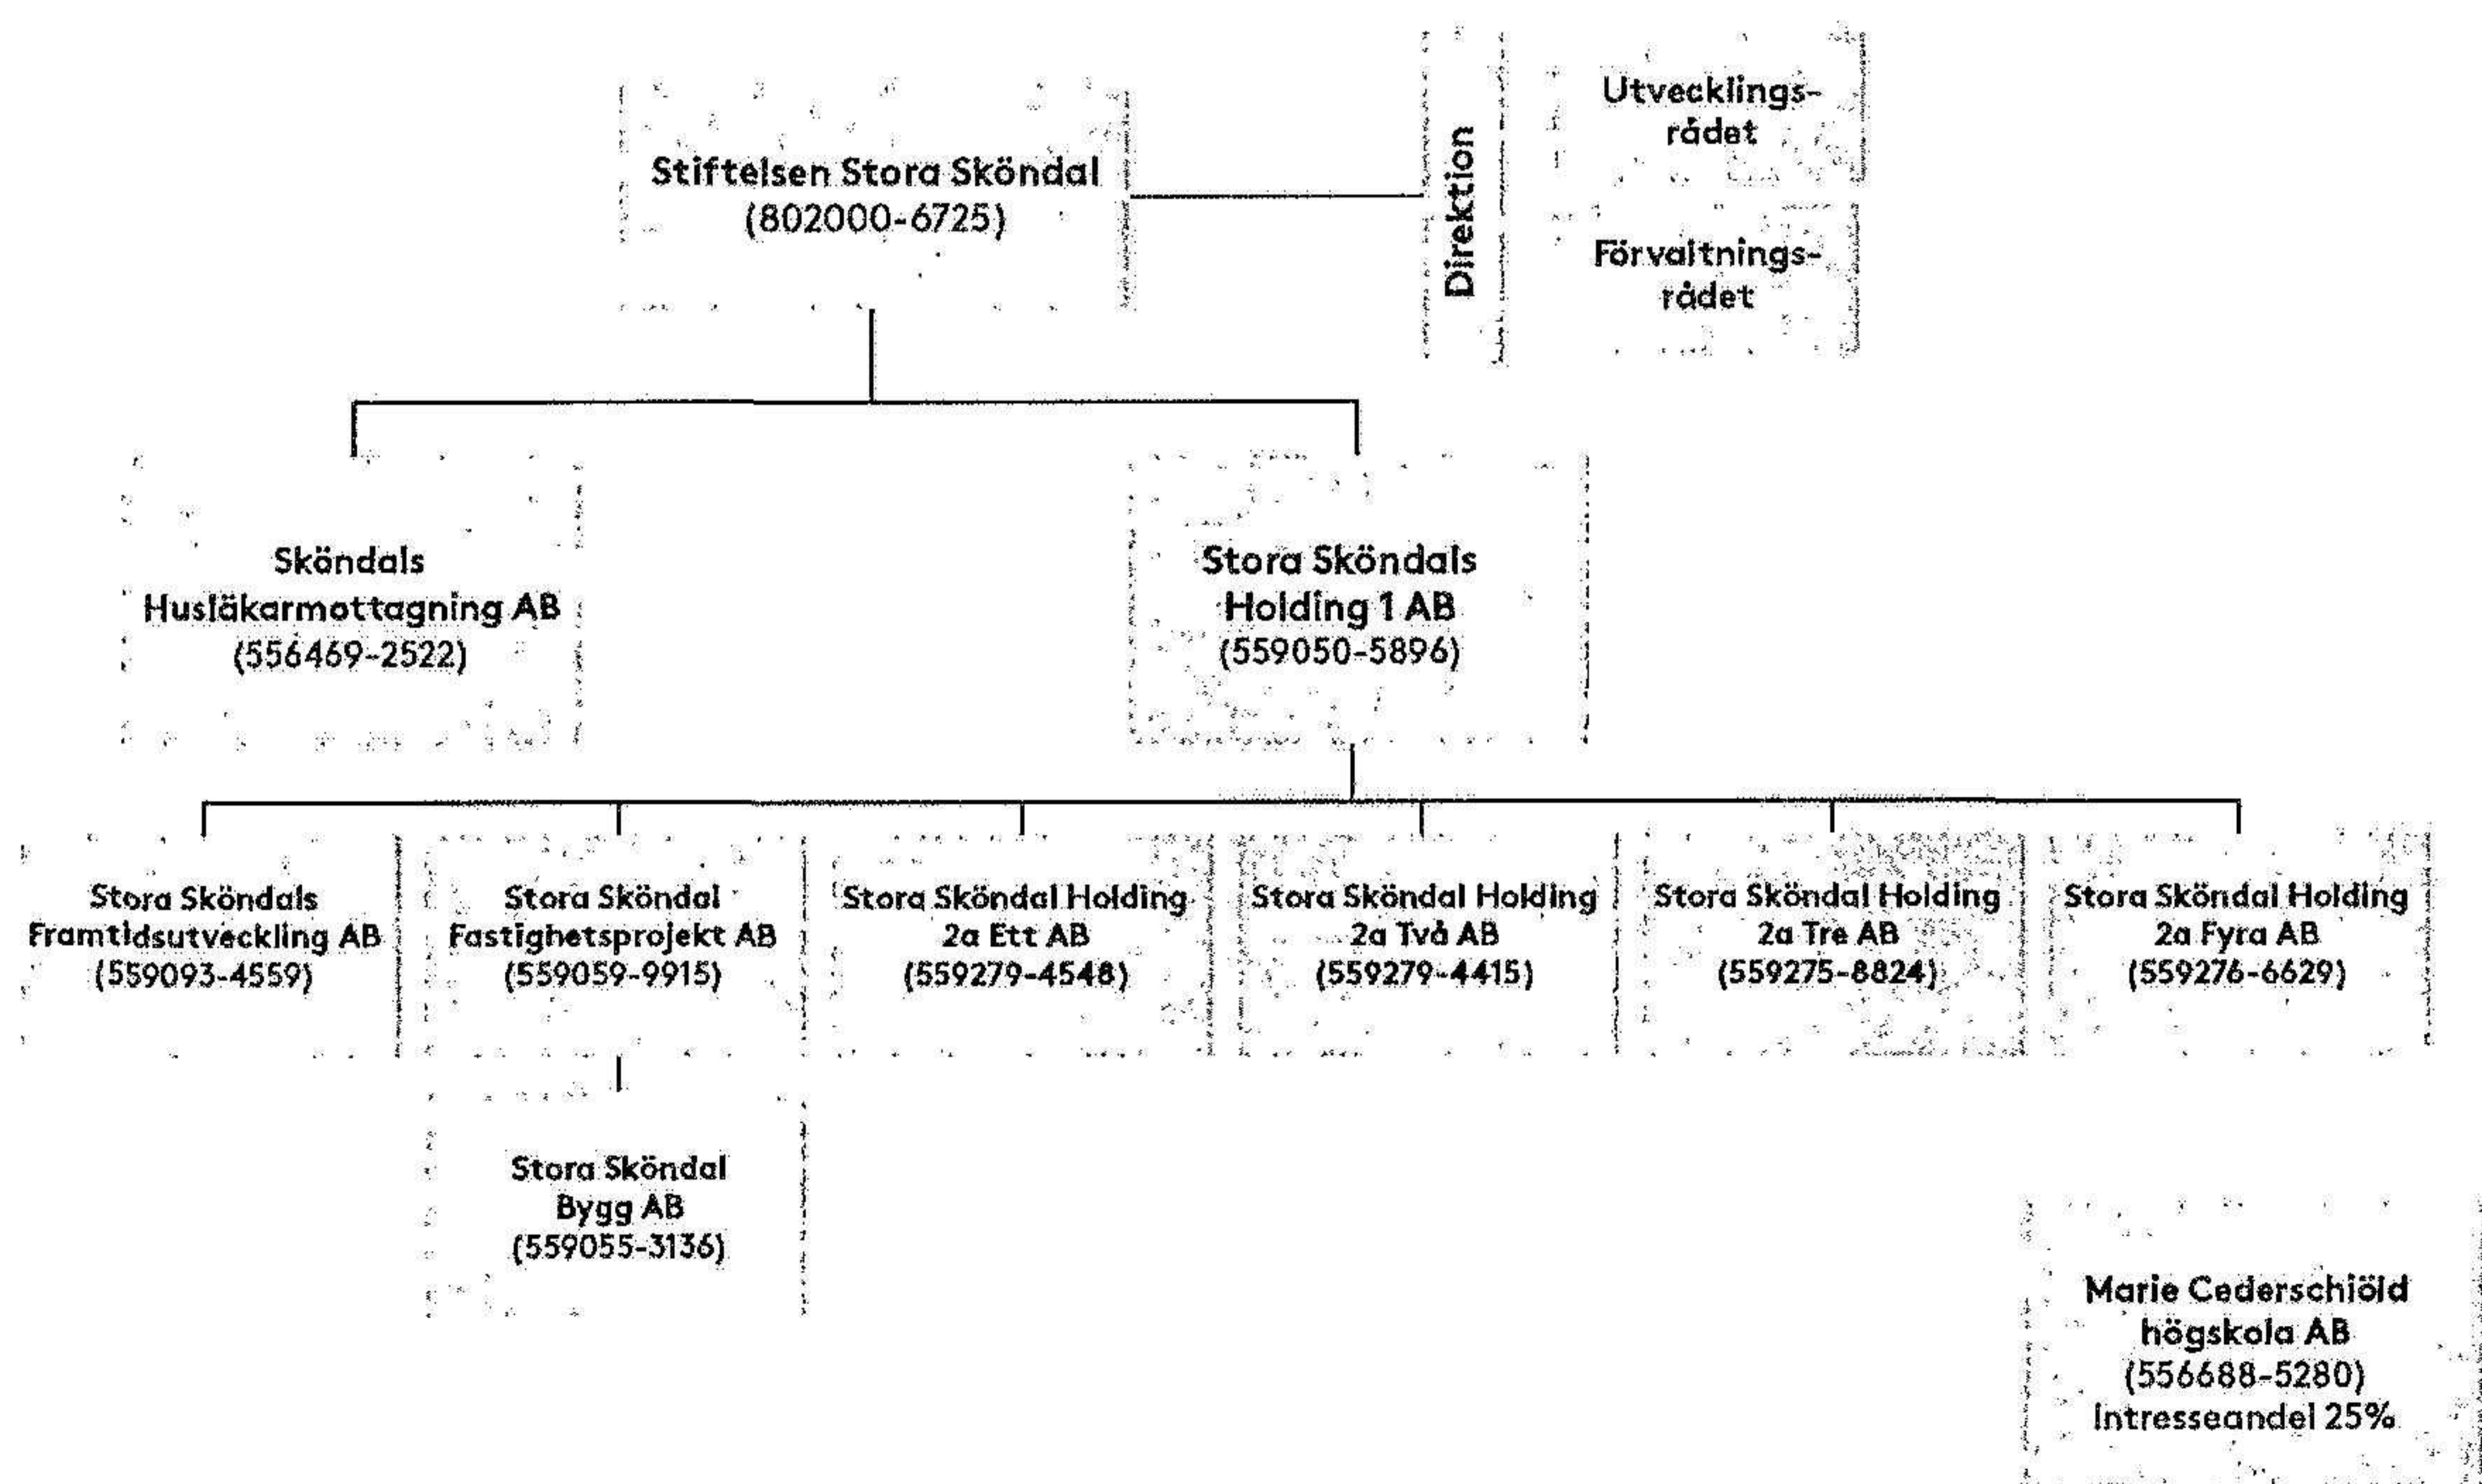 Utvecklings-
rådet
Stiftelsen Stora Sköndal
(802000-6725)
Direktion
Förvaltnings-
rådet
Sköndals
Husläkarmottagning AB
(556469-2522)
Stora Sköndals
Holding 1 AB
(559050-5896)
Stora Sköndals
Framtidsutveckling AB
(559093-4559)
Stora Sköndal
Fastighetsprojekt AB
(559059-9915)
Stora Sköndal Holding
2a Ett AB
(559279-4548)
Stora Sköndal Holding
2a Två AB
(559279-4415)
Stora Sköndal Holding
2a Tre AB
(559275-8824)
Stora Sköndal Holding
2a Fyra AB
(559276-6629)
Stora Sköndal
Bygg AB
(559055-3136)
Marie Cederschiöld
högskola AB
(556688-5280)
Intresseandel 25%